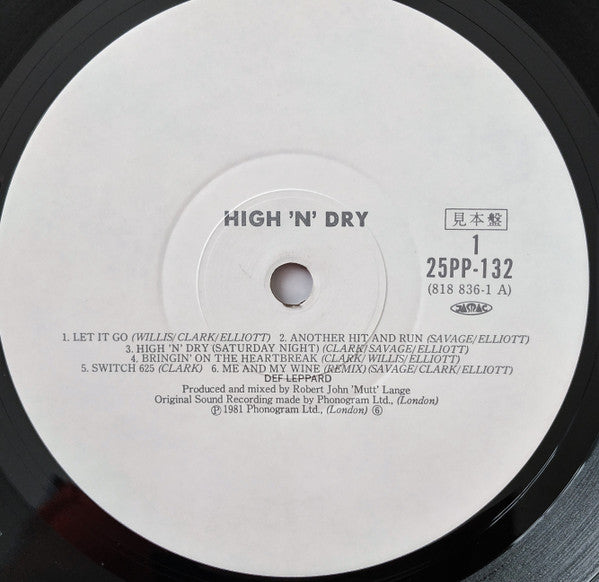 HIGH 'N' DRY
見本盤
1
25PP-132
(818 836-1 A)
JASRAC
1. LET IT GO (WILLIS/CLARK/ELLIOTT) 2. ANOTHER HIT AND RUN (SAVAGE/ELLIOTT)
3. HIGH 'N' DRY (SATURDAY NIGHT) (CLARK/SAVAGE/ELLIOTT)
4. BRINGIN' ON THE HEARTBREAK (CLARK/WILLIS/ELLIOTT)
5. SWITCH 625 (CLARK) 6. ME AND MY WINE (REMIX) (SAVAGE/CLARK/ELLIOTT)
DEF LEPPARD
Produced and mixed by Robert John 'Mutt' Lange
Original Sound Recording made by Phonogram Ltd., (London)
Ⓟ 1981 Phonogram Ltd., (London) ⑥